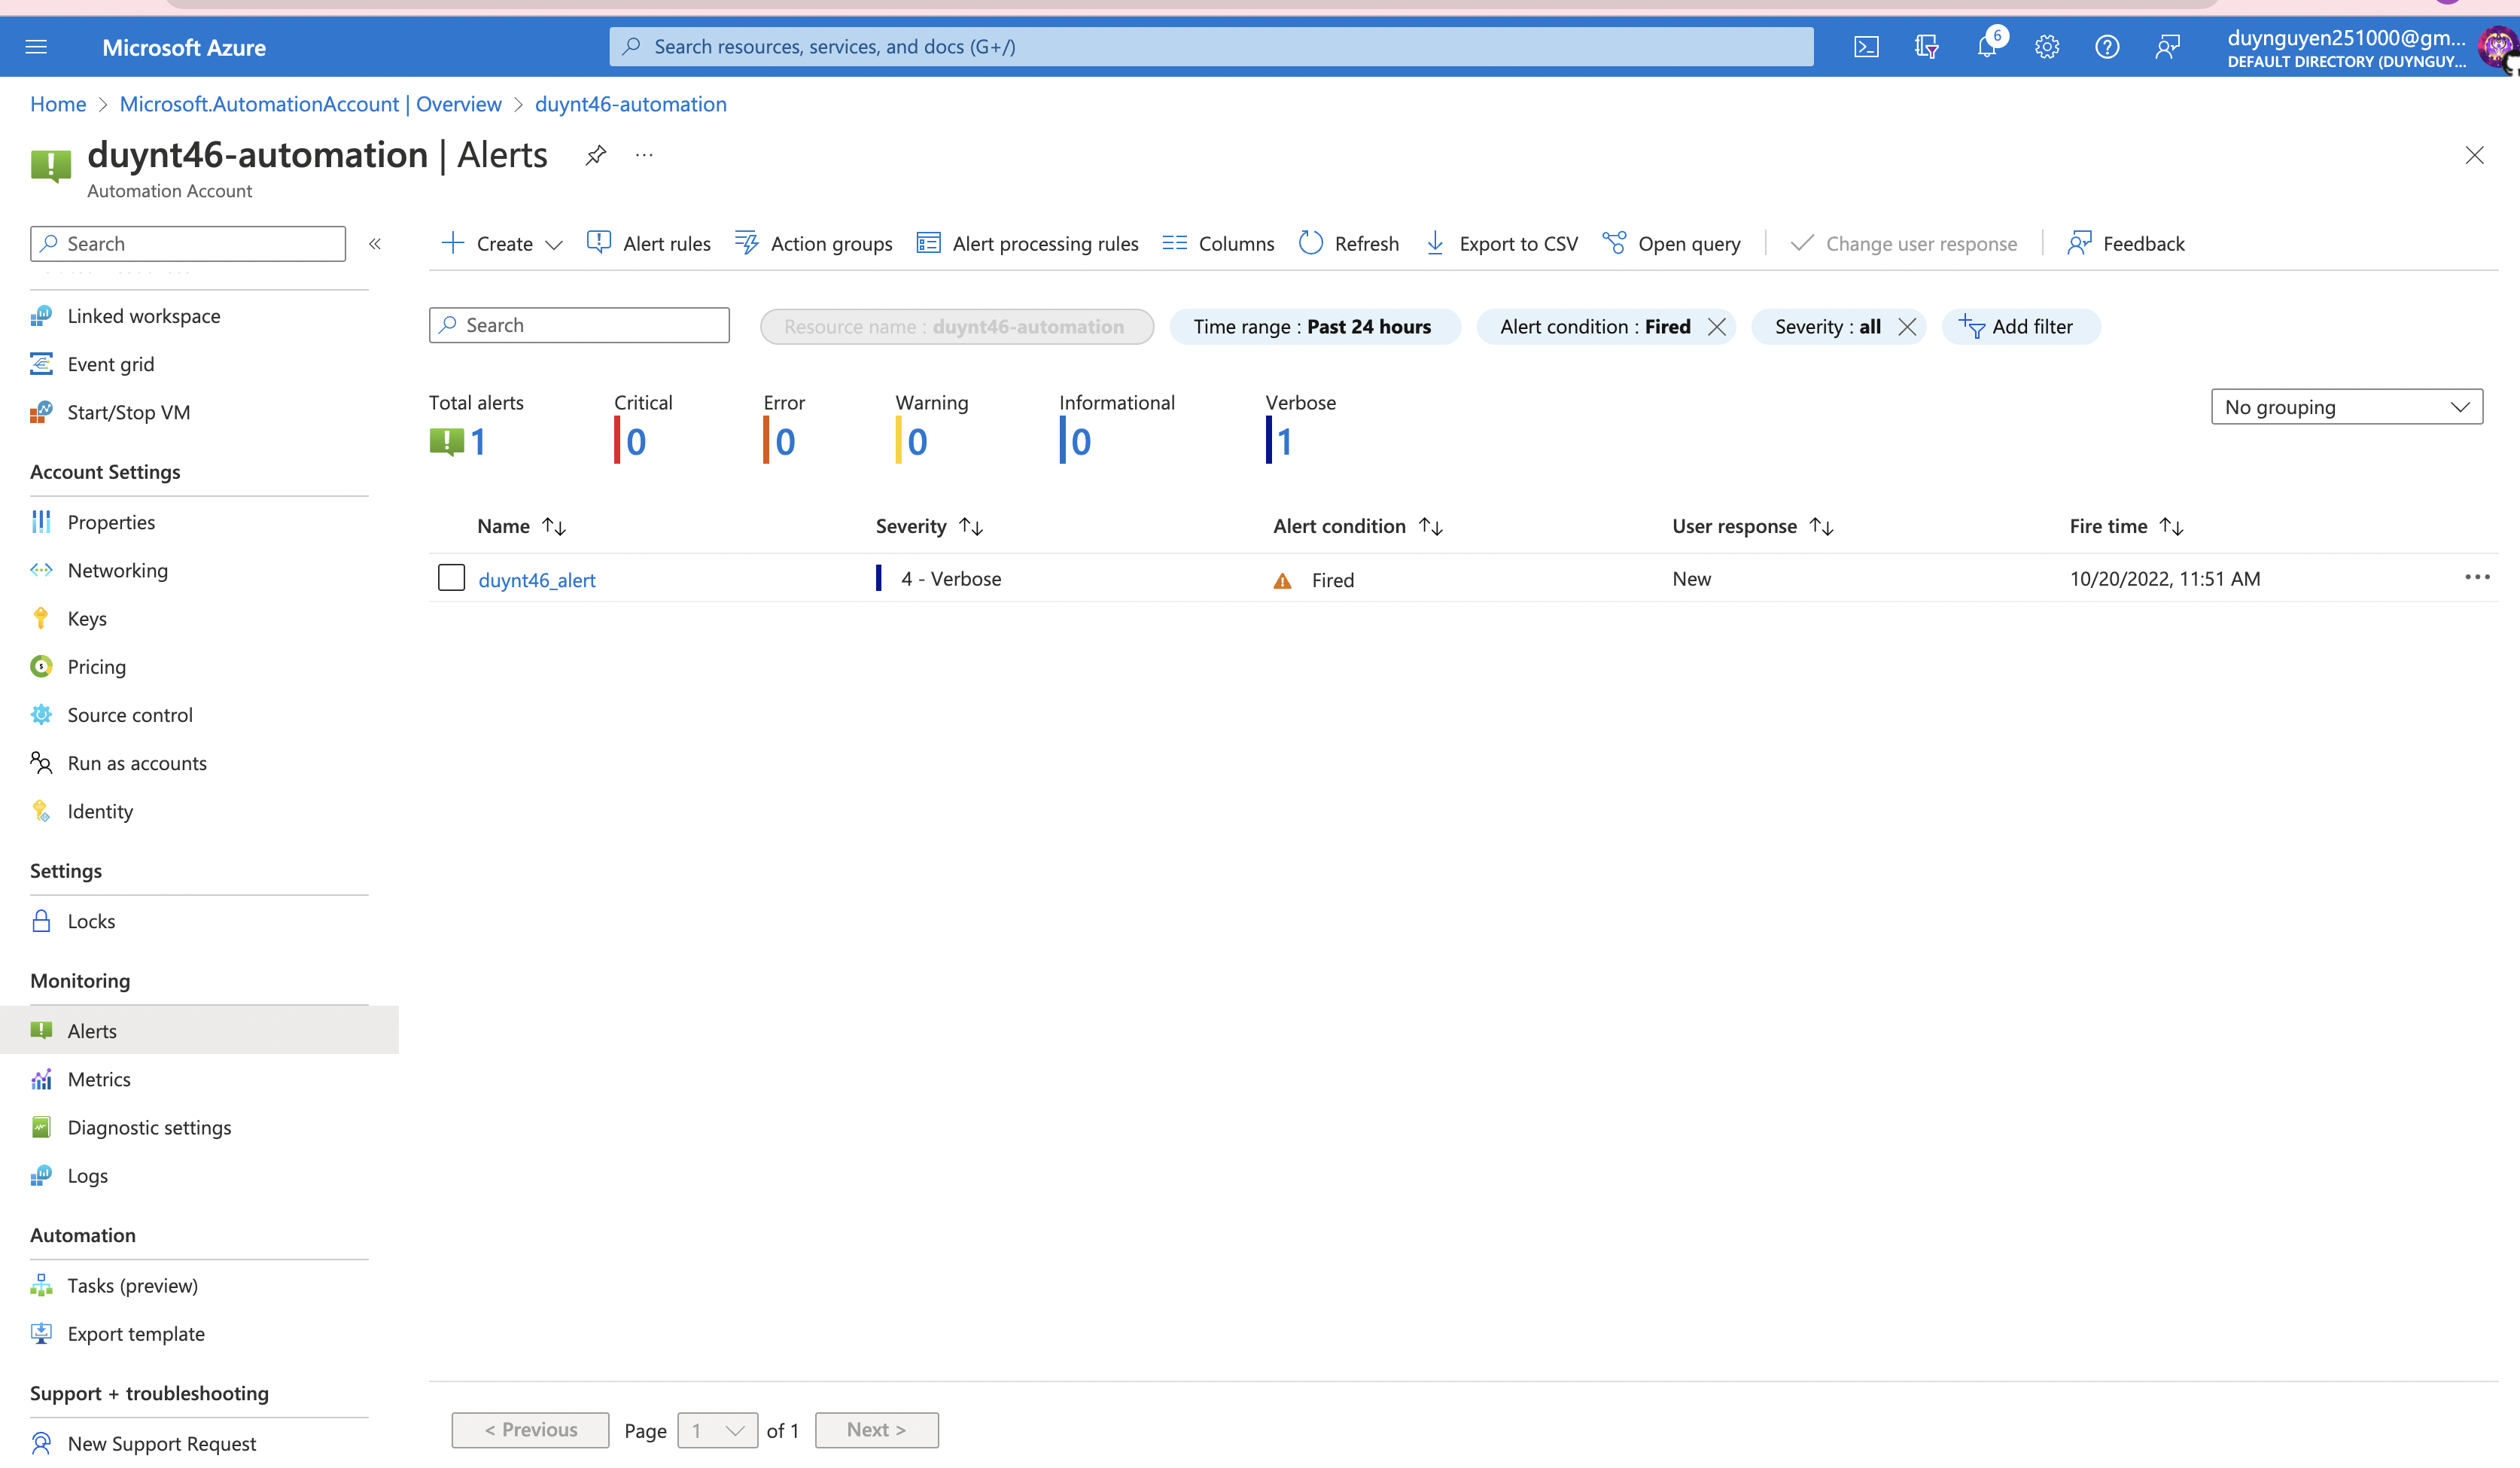 Microsoft Azure
Search resources, services, and docs (G+/)
6
duynguyen251000@gm...
DEFAULT DIRECTORY (DUYNGUY...
Home > Microsoft.AutomationAccount | Overview > duynt46-automation
duynt46-automation | Alerts
...
Automation Account
Search
«
Create
Alert rules
Action groups
Alert processing rules
Columns
Refresh
Export to CSV
Open query
Change user response
Feedback
Linked workspace
Event grid
Start/Stop VM
Account Settings
Properties
Networking
Keys
Pricing
Source control
Run as accounts
Identity
Settings
Locks
Monitoring
Alerts
Metrics
Diagnostic settings
Logs
Automation
Tasks (preview)
Export template
Support + troubleshooting
New Support Request
Search
Resource name : duynt46-automation
Time range : Past 24 hours
Alert condition : Fired
Severity : all
Add filter
Total alerts
1
Critical
0
Error
0
Warning
0
Informational
0
Verbose
1
No grouping
Name
Severity
Alert condition
User response
Fire time
duynt46_alert
4 - Verbose
Fired
New
10/20/2022, 11:51 AM
< Previous
Page 1 of 1
Next >